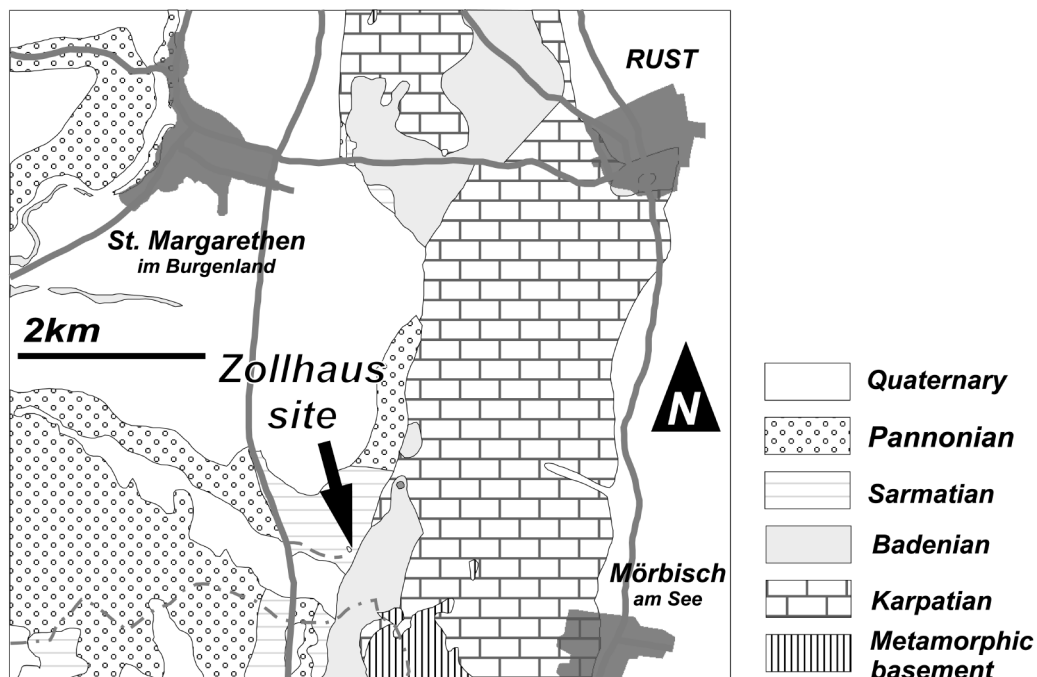 RUST
St. Margarethen
im Burgenland
2km
Zollhaus
site
N
Mörbisch
am See
Quaternary
Pannonian
Sarmatian
Badenian
Karpatian
Metamorphic
basement